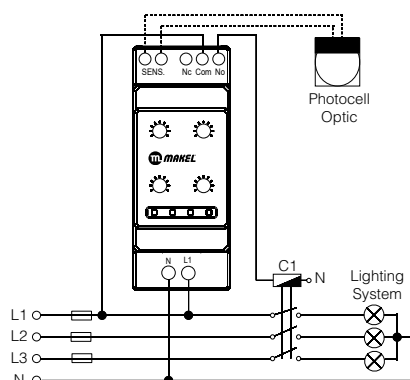 SENS. Nc Com No
Photocell
Optic
MAKEL
N L1
C1
N
Lighting
System
L1
L2
L3
N